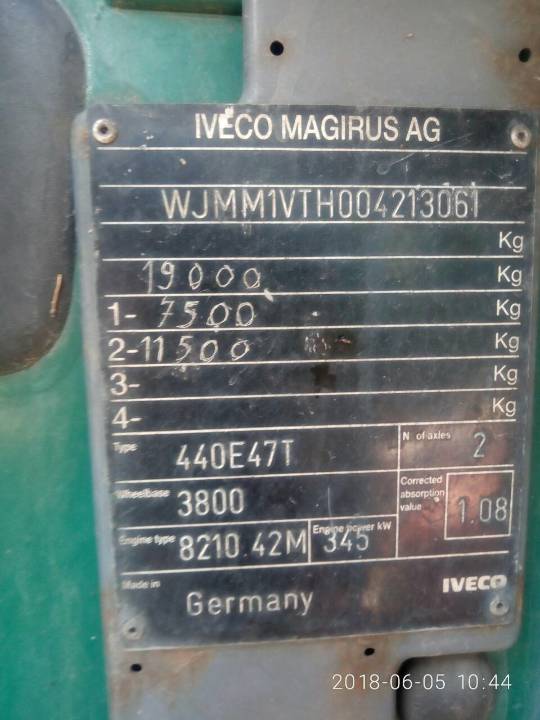 IVECO MAGIRUS AG
WJMM1VTH004213061
Kg
19000 Kg
1- 7500 Kg
2- 11500 Kg
3- Kg
4- Kg
Type 440E47T
N of axles 2
Wheelbase 3800
Corrected absorption value 1.08
Engine type 8210.42M
Engine power kW 345
Made in Germany
IVECO
2018-06-05 10:44